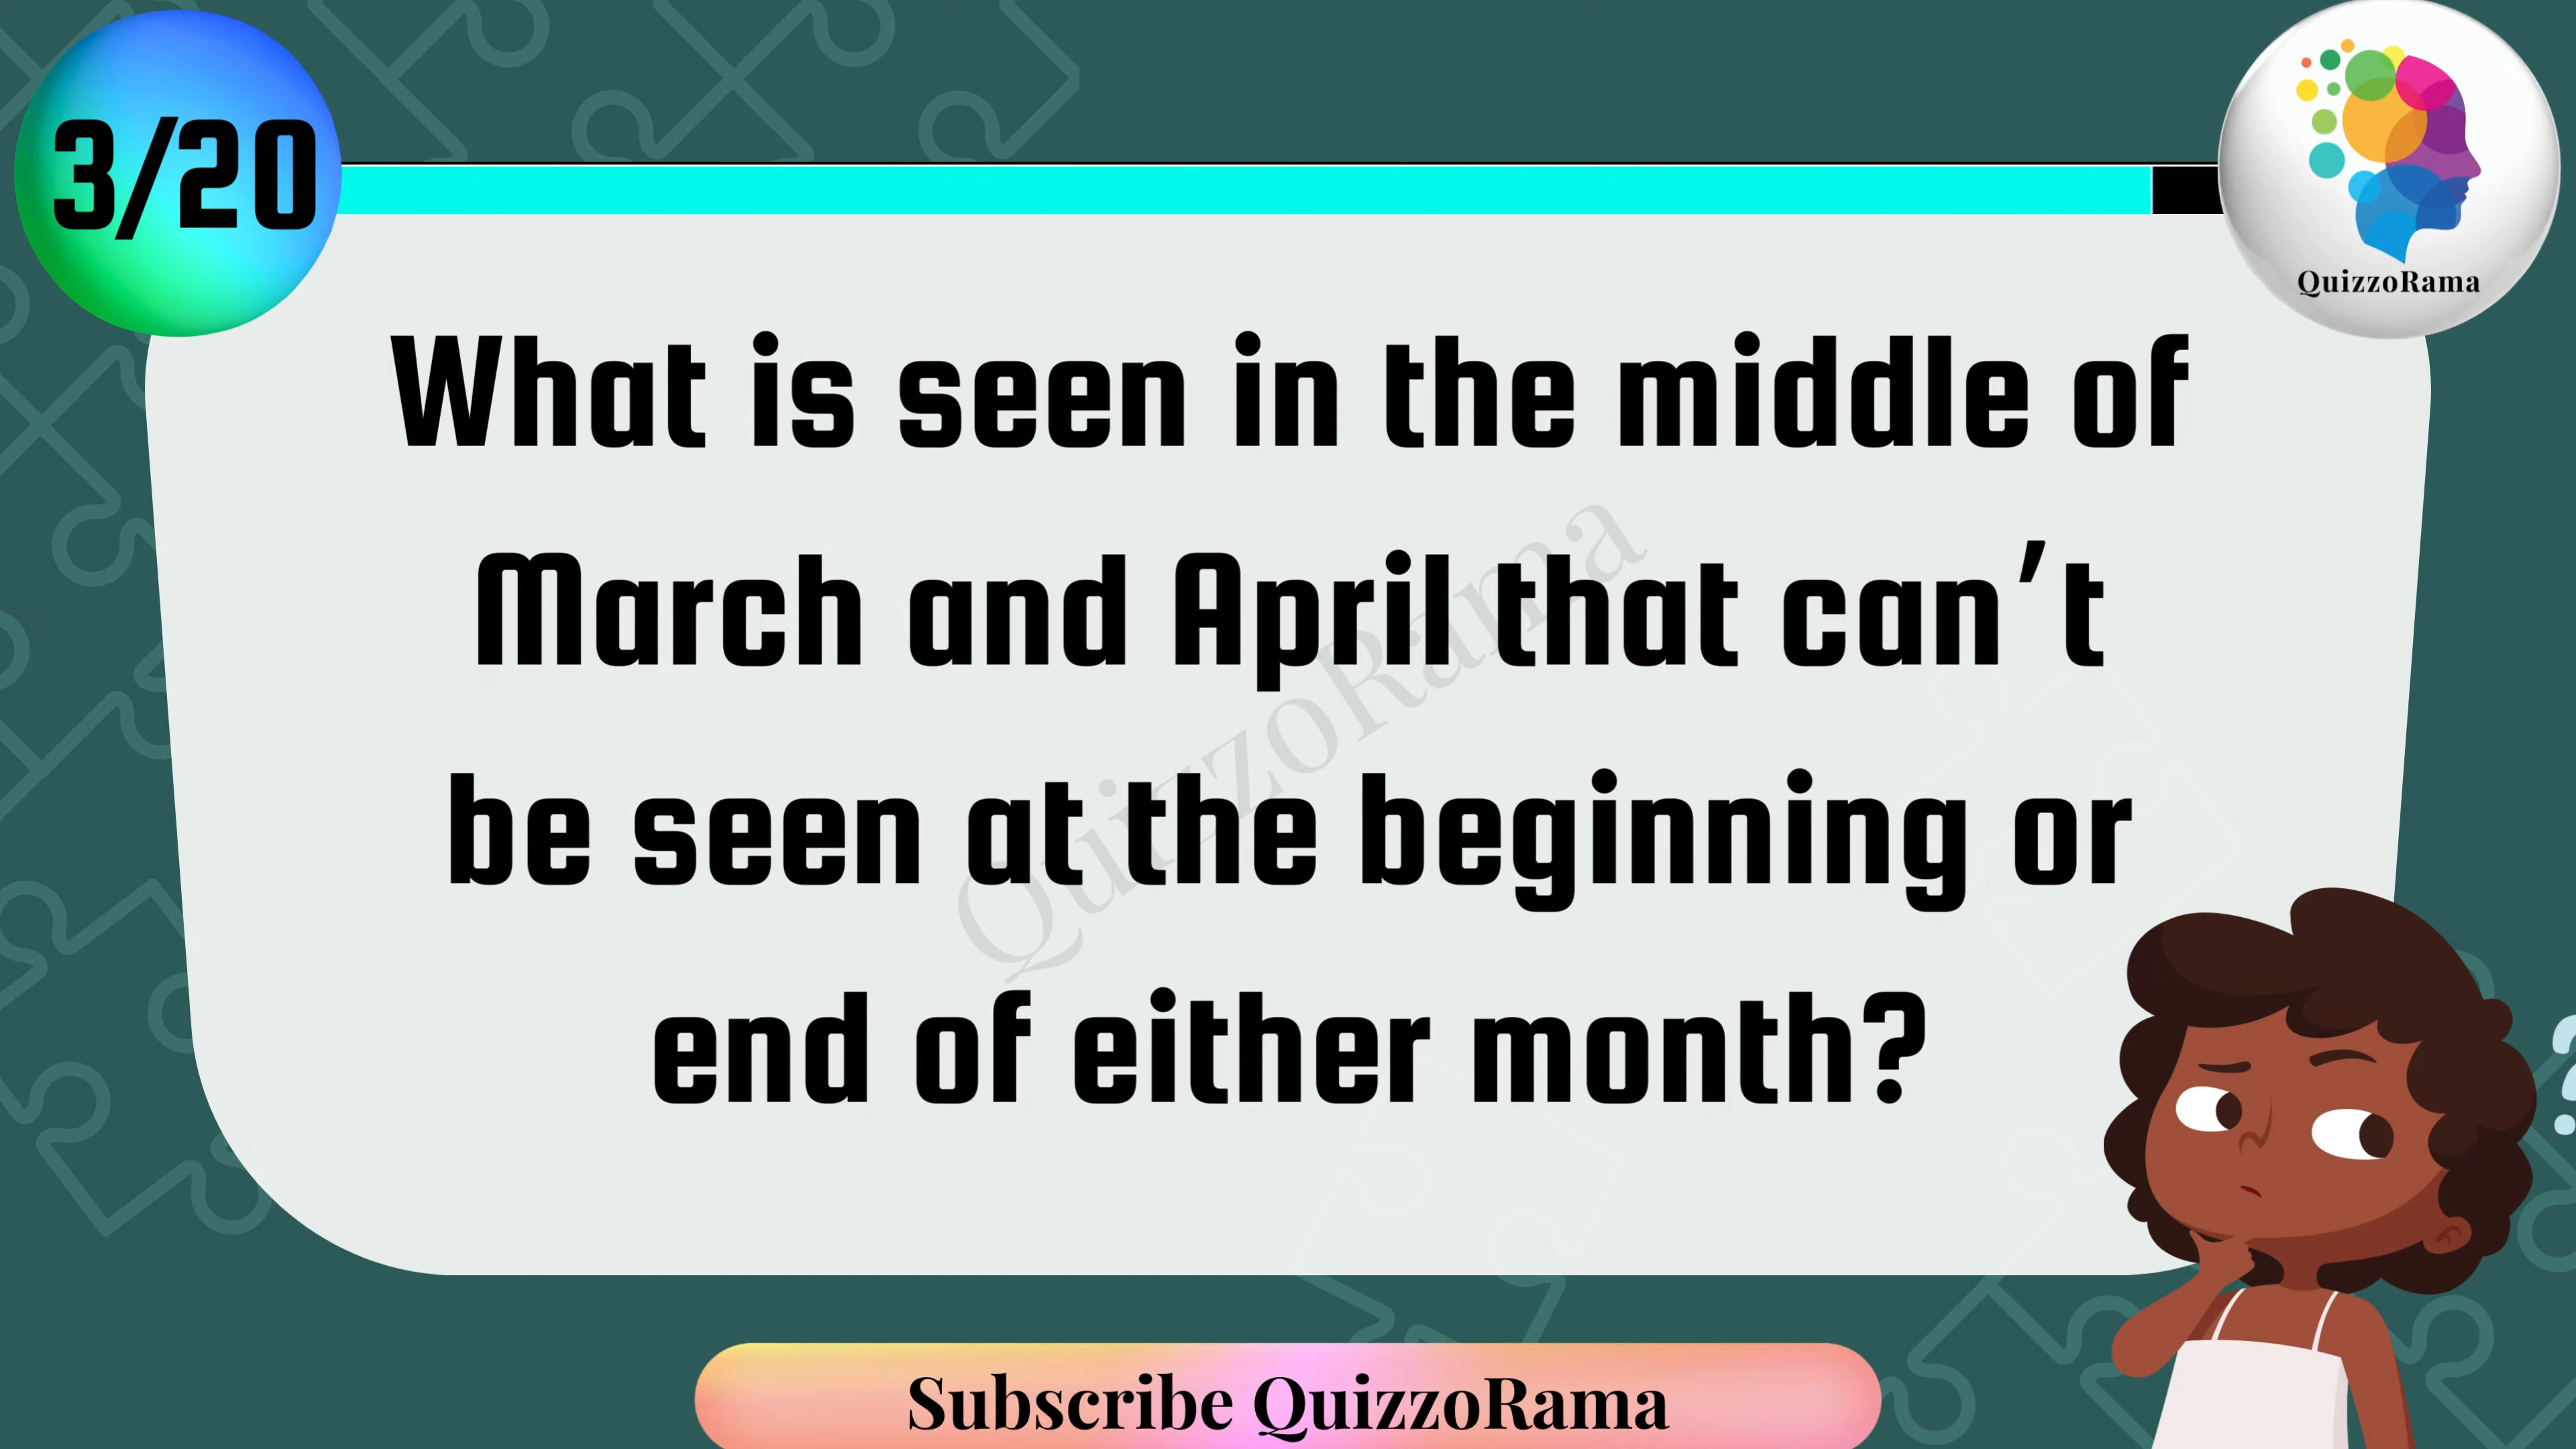 3/20
QuizzoRama
What is seen in the middle of
March and April that can’t
be seen at the beginning or
end of either month?
QuizzoRama
Subscribe QuizzoRama